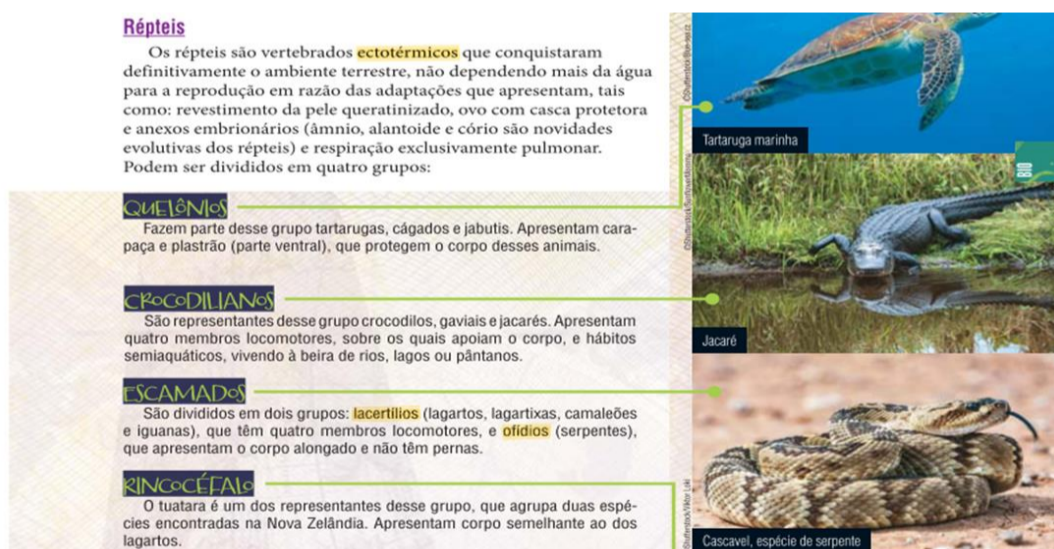 Répteis
Os répteis são vertebrados ectotérmicos que conquistaram
definitivamente o ambiente terrestre, não dependendo mais da água
para a reprodução em razão das adaptações que apresentam, tais
como: revestimento da pele queratinizado, ovo com casca protetora
e anexos embrionários (âmnio, alantoide e cório são novidades
evolutivas dos répteis) e respiração exclusivamente pulmonar.
Podem ser divididos em quatro grupos:
QUELÔNIOS
Fazem parte desse grupo tartarugas, cágados e jabutis. Apresentam cara-
paça e plastrão (parte ventral), que protegem o corpo desses animais.
CROCODILIANOS
São representantes desse grupo crocodilos, gaviais e jacarés. Apresentam
quatro membros locomotores, sobre os quais apoiam o corpo, e hábitos
semiaquáticos, vivendo à beira de rios, lagos ou pântanos.
ESCAMADOS
São divididos em dois grupos: lacertílios (lagartos, lagartixas, camaleões
e iguanas), que têm quatro membros locomotores, e ofídios (serpentes),
que apresentam o corpo alongado e não têm pernas.
RINCOCÉFALO
O tuatara é um dos representantes desse grupo, que agrupa duas espé-
cies encontradas na Nova Zelândia. Apresentam corpo semelhante ao dos
lagartos.
Tartaruga marinha
BIO
Jacaré
Cascavel, espécie de serpente